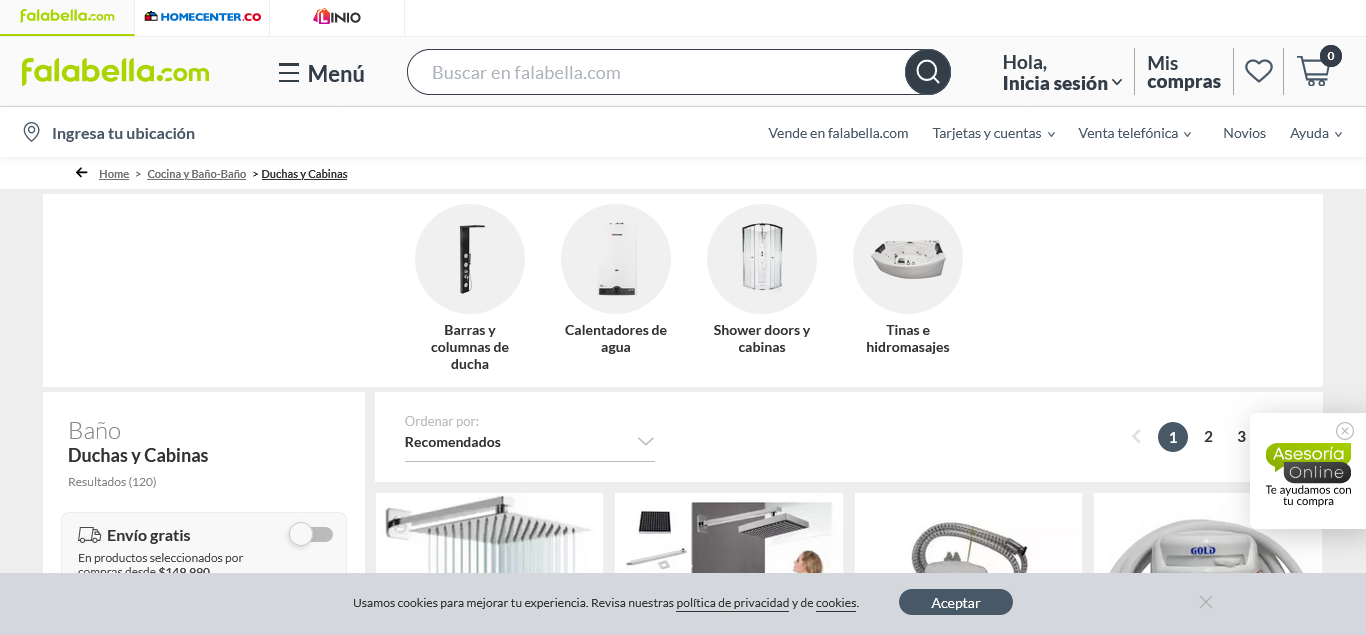 falabella.com
HOMECENTER.CO
LINIO
falabella.com
Menú
Buscar en falabella.com
Hola,
Inicia sesión
Mis
compras
0
Ingresa tu ubicación
Vende en falabella.com
Tarjetas y cuentas
Venta telefónica
Novios
Ayuda
Home > Cocina y Baño-Baño > Duchas y Cabinas
Barras y
columnas de
ducha
Calentadores de
agua
Shower doors y
cabinas
Tinas e
hidromasajes
Baño
Duchas y Cabinas
Resultados (120)
Envío gratis
En productos seleccionados por
compras desde $149.990
Ordenar por:
Recomendados
1 2 3
Asesoría
Online
Te ayudamos con
tu compra
GOLD
Usamos cookies para mejorar tu experiencia. Revisa nuestras política de privacidad y de cookies.
Aceptar